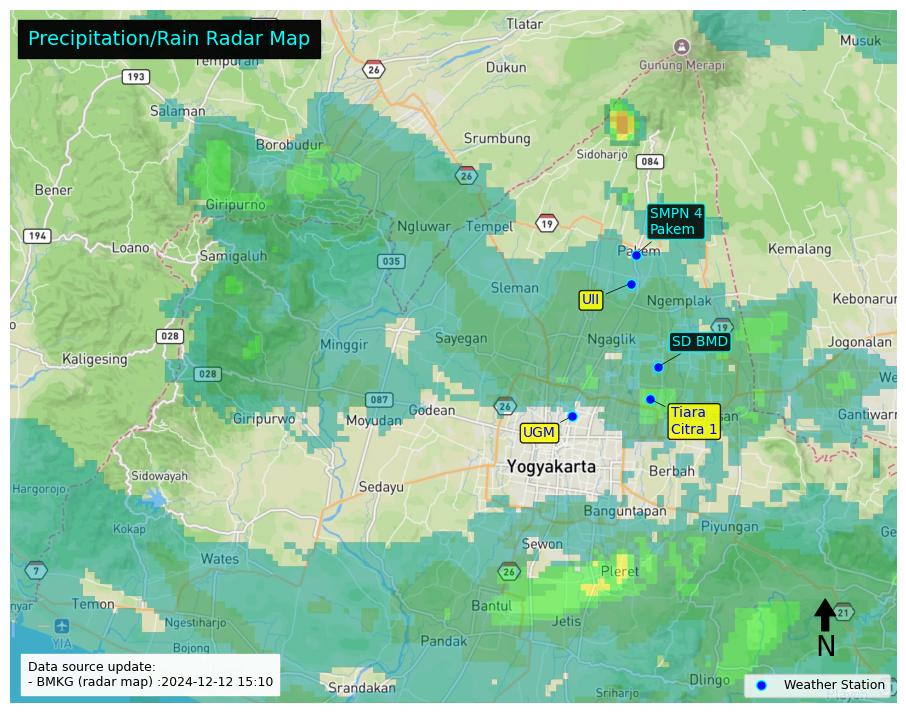 Precipitation/Rain Radar Map
Tlatar
Musuk
26
Tempuran
193
Dukun
Gunung Merapi
Salaman
Srumbung
Borobudur
Sidoharjo
084
26
Bener
Giripurno
SMPN 4
Pakem
194
Ngluwar
Tempel
19
Loano
Samigaluh
035
Pakem
Kemalang
Sleman
UII
Ngemplak
Kebonarun
028
Minggir
Sayegan
Ngaglik
19
SD BMD
Jogonalan
Kaligesing
028
087
Godean
26
Giripurwo
Moyudan
UGM
Tiara
Citra 1
Gantiwarn
Yogyakarta
Sidowayah
Berbah
Hargorojo
Sedayu
Kokap
Banguntapan
Piyungan
Wates
Sewon
7
26
Pleret
Temon
Bantul
21
Ngestiharjo
Jetis
YIA
Bojong
Pandak
N
Data source update:
- BMKG (radar map) :2024-12-12 15:10
Srandakan
Dlingo
Sriharjo
Weather Station